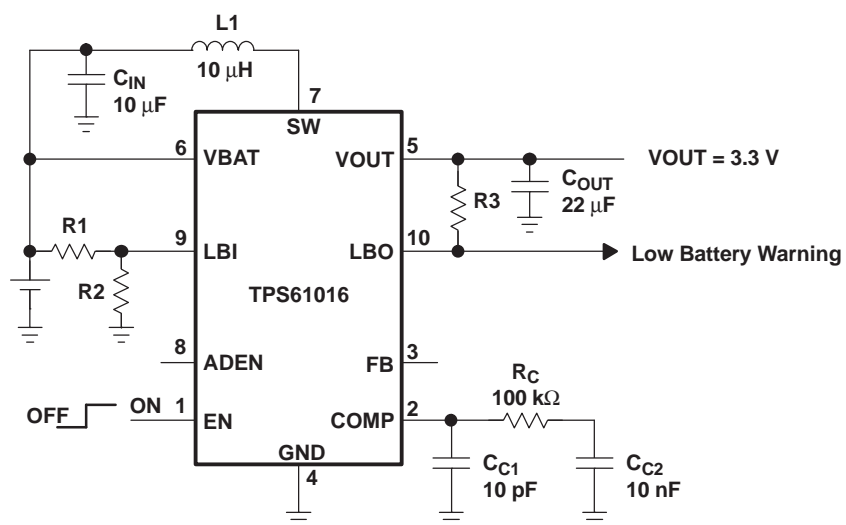 L1
10 μH
C_IN
10 μF
7
SW
6 VBAT
VOUT 5
VOUT = 3.3 V
C_OUT
22 μF
R3
R1
9 LBI
LBO 10
Low Battery Warning
R2
TPS61016
8 ADEN
FB 3
R_C
100 kΩ
OFF ON 1 EN
COMP 2
GND
4
C_C1
10 pF
C_C2
10 nF